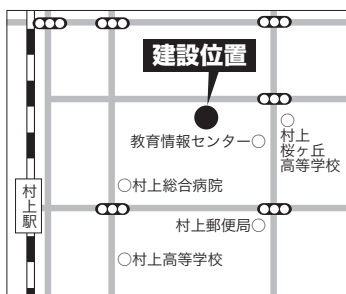 建設位置
教育情報センター
村上
桜ヶ丘
高等学校
村上総合病院
村上駅
村上郵便局
村上高等学校